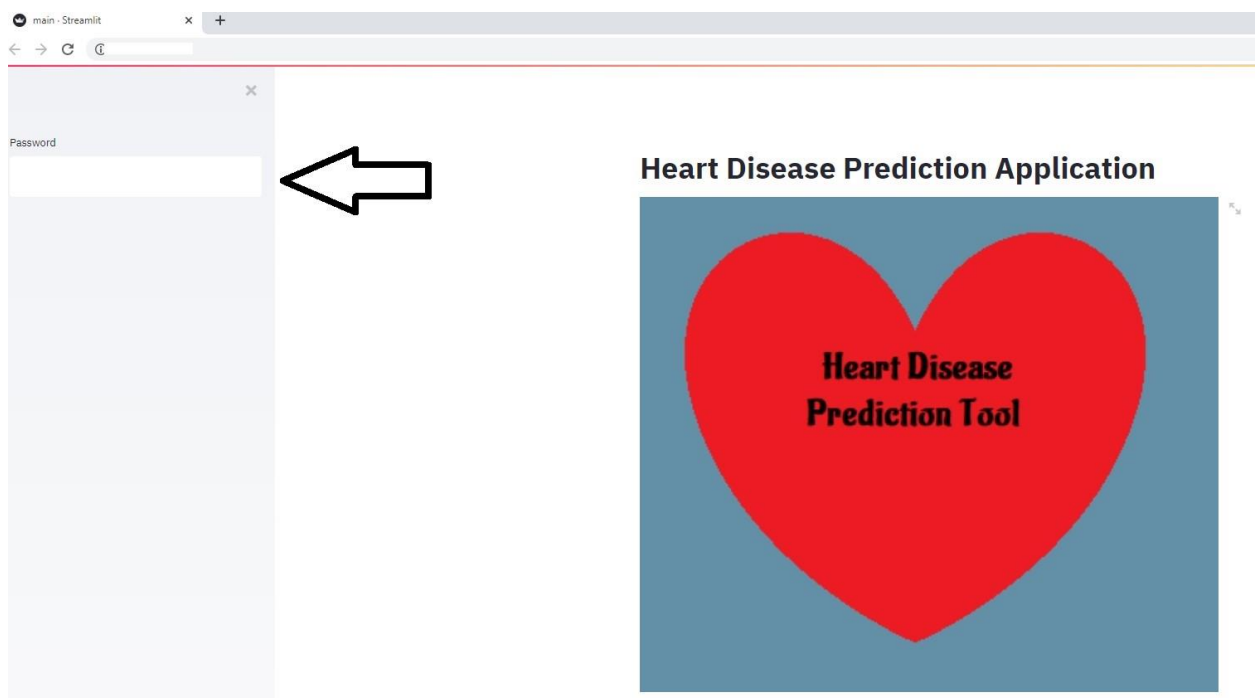 main - Streamlit
Password
Heart Disease Prediction Application
Heart Disease
Prediction Tool